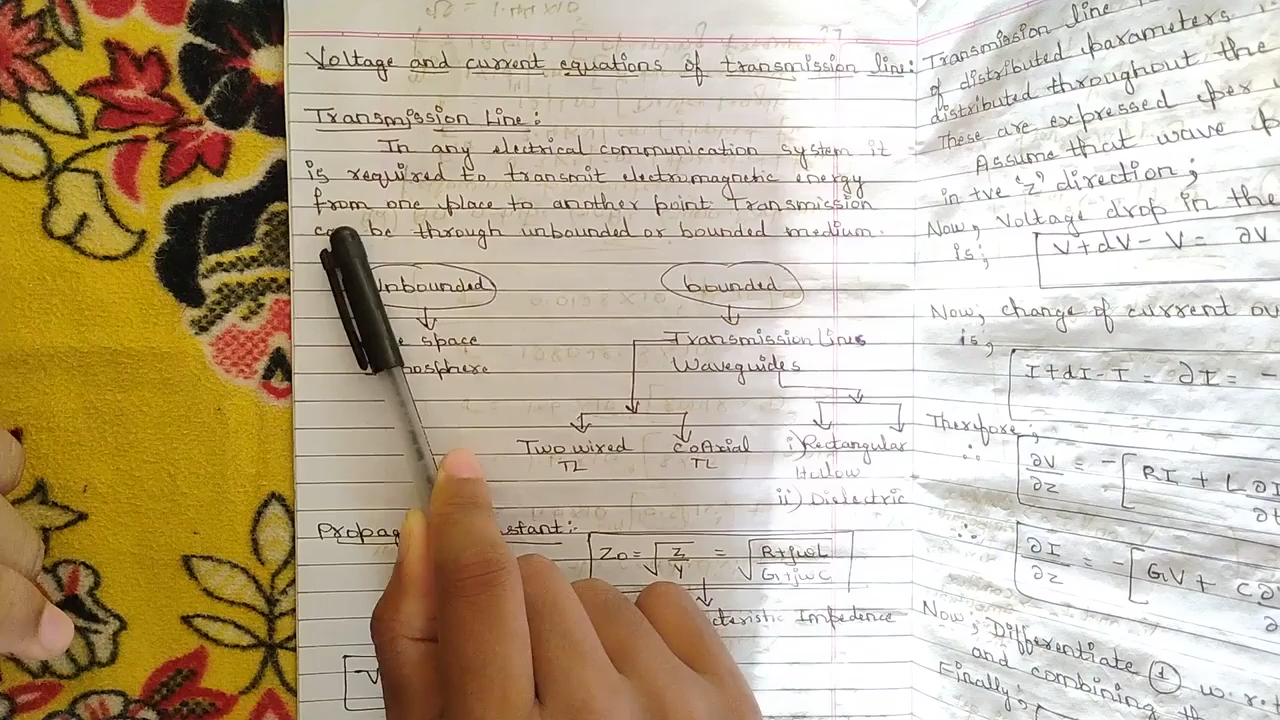 Voltage and current equations of transmission line:
Transmission Line:
In any electrical communication system it
is required to transmit electromagnetic energy
from one place to another point Transmission
be through unbounded or bounded medium.
unbounded
bounded
space
Transmission Lines
Waveguides
Two wired
TL
CoAxial
TL
i) Rectangular
Hollow
ii) Dielectric
Z₀ = √(Z/Y) = √((R+jωL)/(G+jωC))
Impedence
Transmission line
of distributed parameters
distributed throughout the
These are expressed per
Assume that wave
in +ve 'Z' direction;
Now, Voltage drop in the
is;
V+dV-V = ∂V
Now, change of current
is,
I+dI-I = ∂I = -
Therefore;
∴ ∂V/∂z = -[RI + L∂I
∴ ∂I/∂z = -[GV + C∂
Now; Differentiate ① w.r.
and combining
Finally;